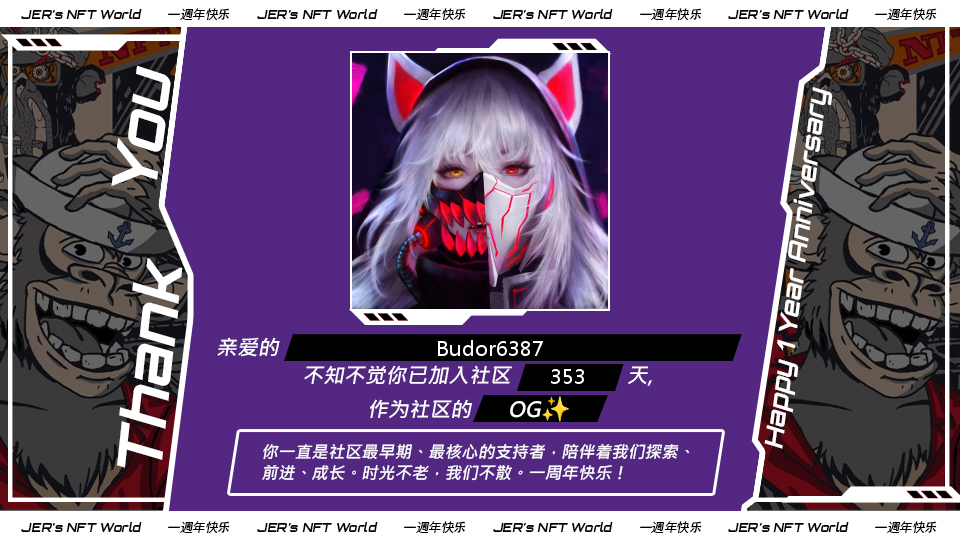 JER's NFT World 一週年快乐 JER's NFT World 一週年快乐 JER's NFT World 一週年快乐 JER's NFT World 一週年快乐
Thank You
Happy 1 Year Anniversary
亲爱的 Budor6387
不知不觉你已加入社区 353 天,
作为社区的 OG✨
你一直是社区最早期、最核心的支持者，陪伴着我们探索、
前进、成长。时光不老，我们不散。一周年快乐！
JER's NFT World 一週年快乐 JER's NFT World 一週年快乐 JER's NFT World 一週年快乐 JER's NFT World 一週年快乐